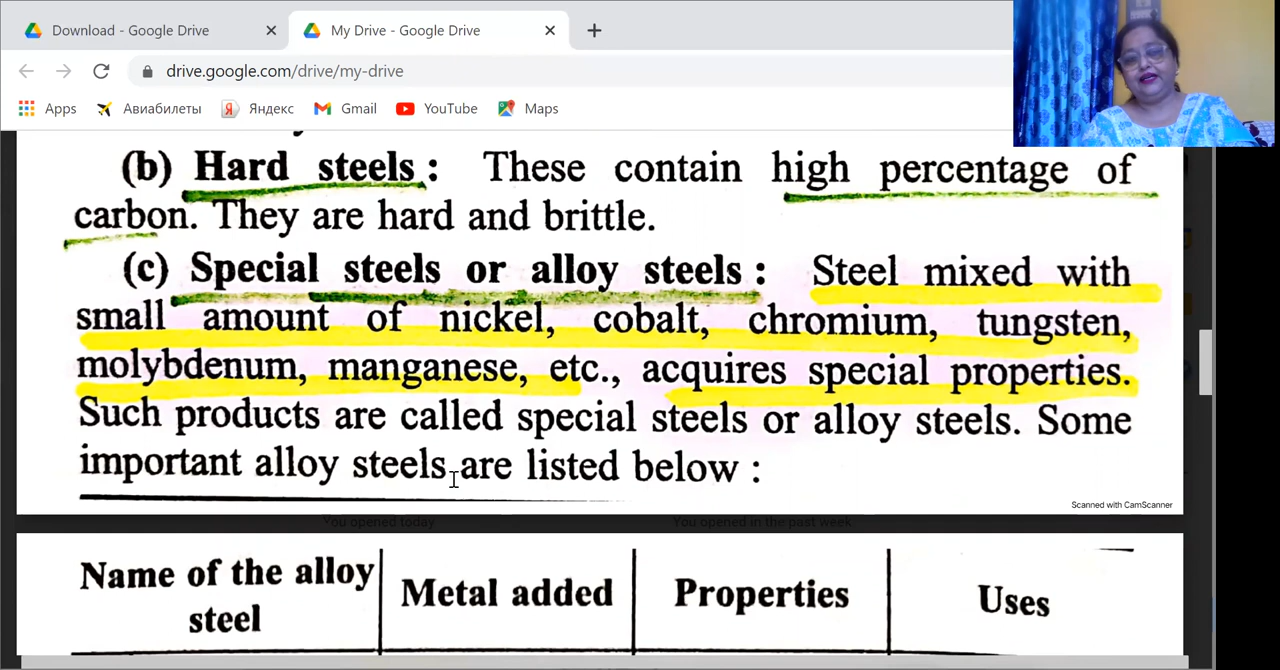 Download - Google Drive
My Drive - Google Drive
drive.google.com/drive/my-drive
Apps Авиабилеты Яндекс Gmail YouTube Maps
(b) Hard steels : These contain high percentage of
carbon. They are hard and brittle.
(c) Special steels or alloy steels : Steel mixed with
small amount of nickel, cobalt, chromium, tungsten,
molybdenum, manganese, etc., acquires special properties.
Such products are called special steels or alloy steels. Some
important alloy steels are listed below :
Scanned with CamScanner
You opened today You opened in the past week
Name of the alloy
steel
Metal added
Properties
Uses